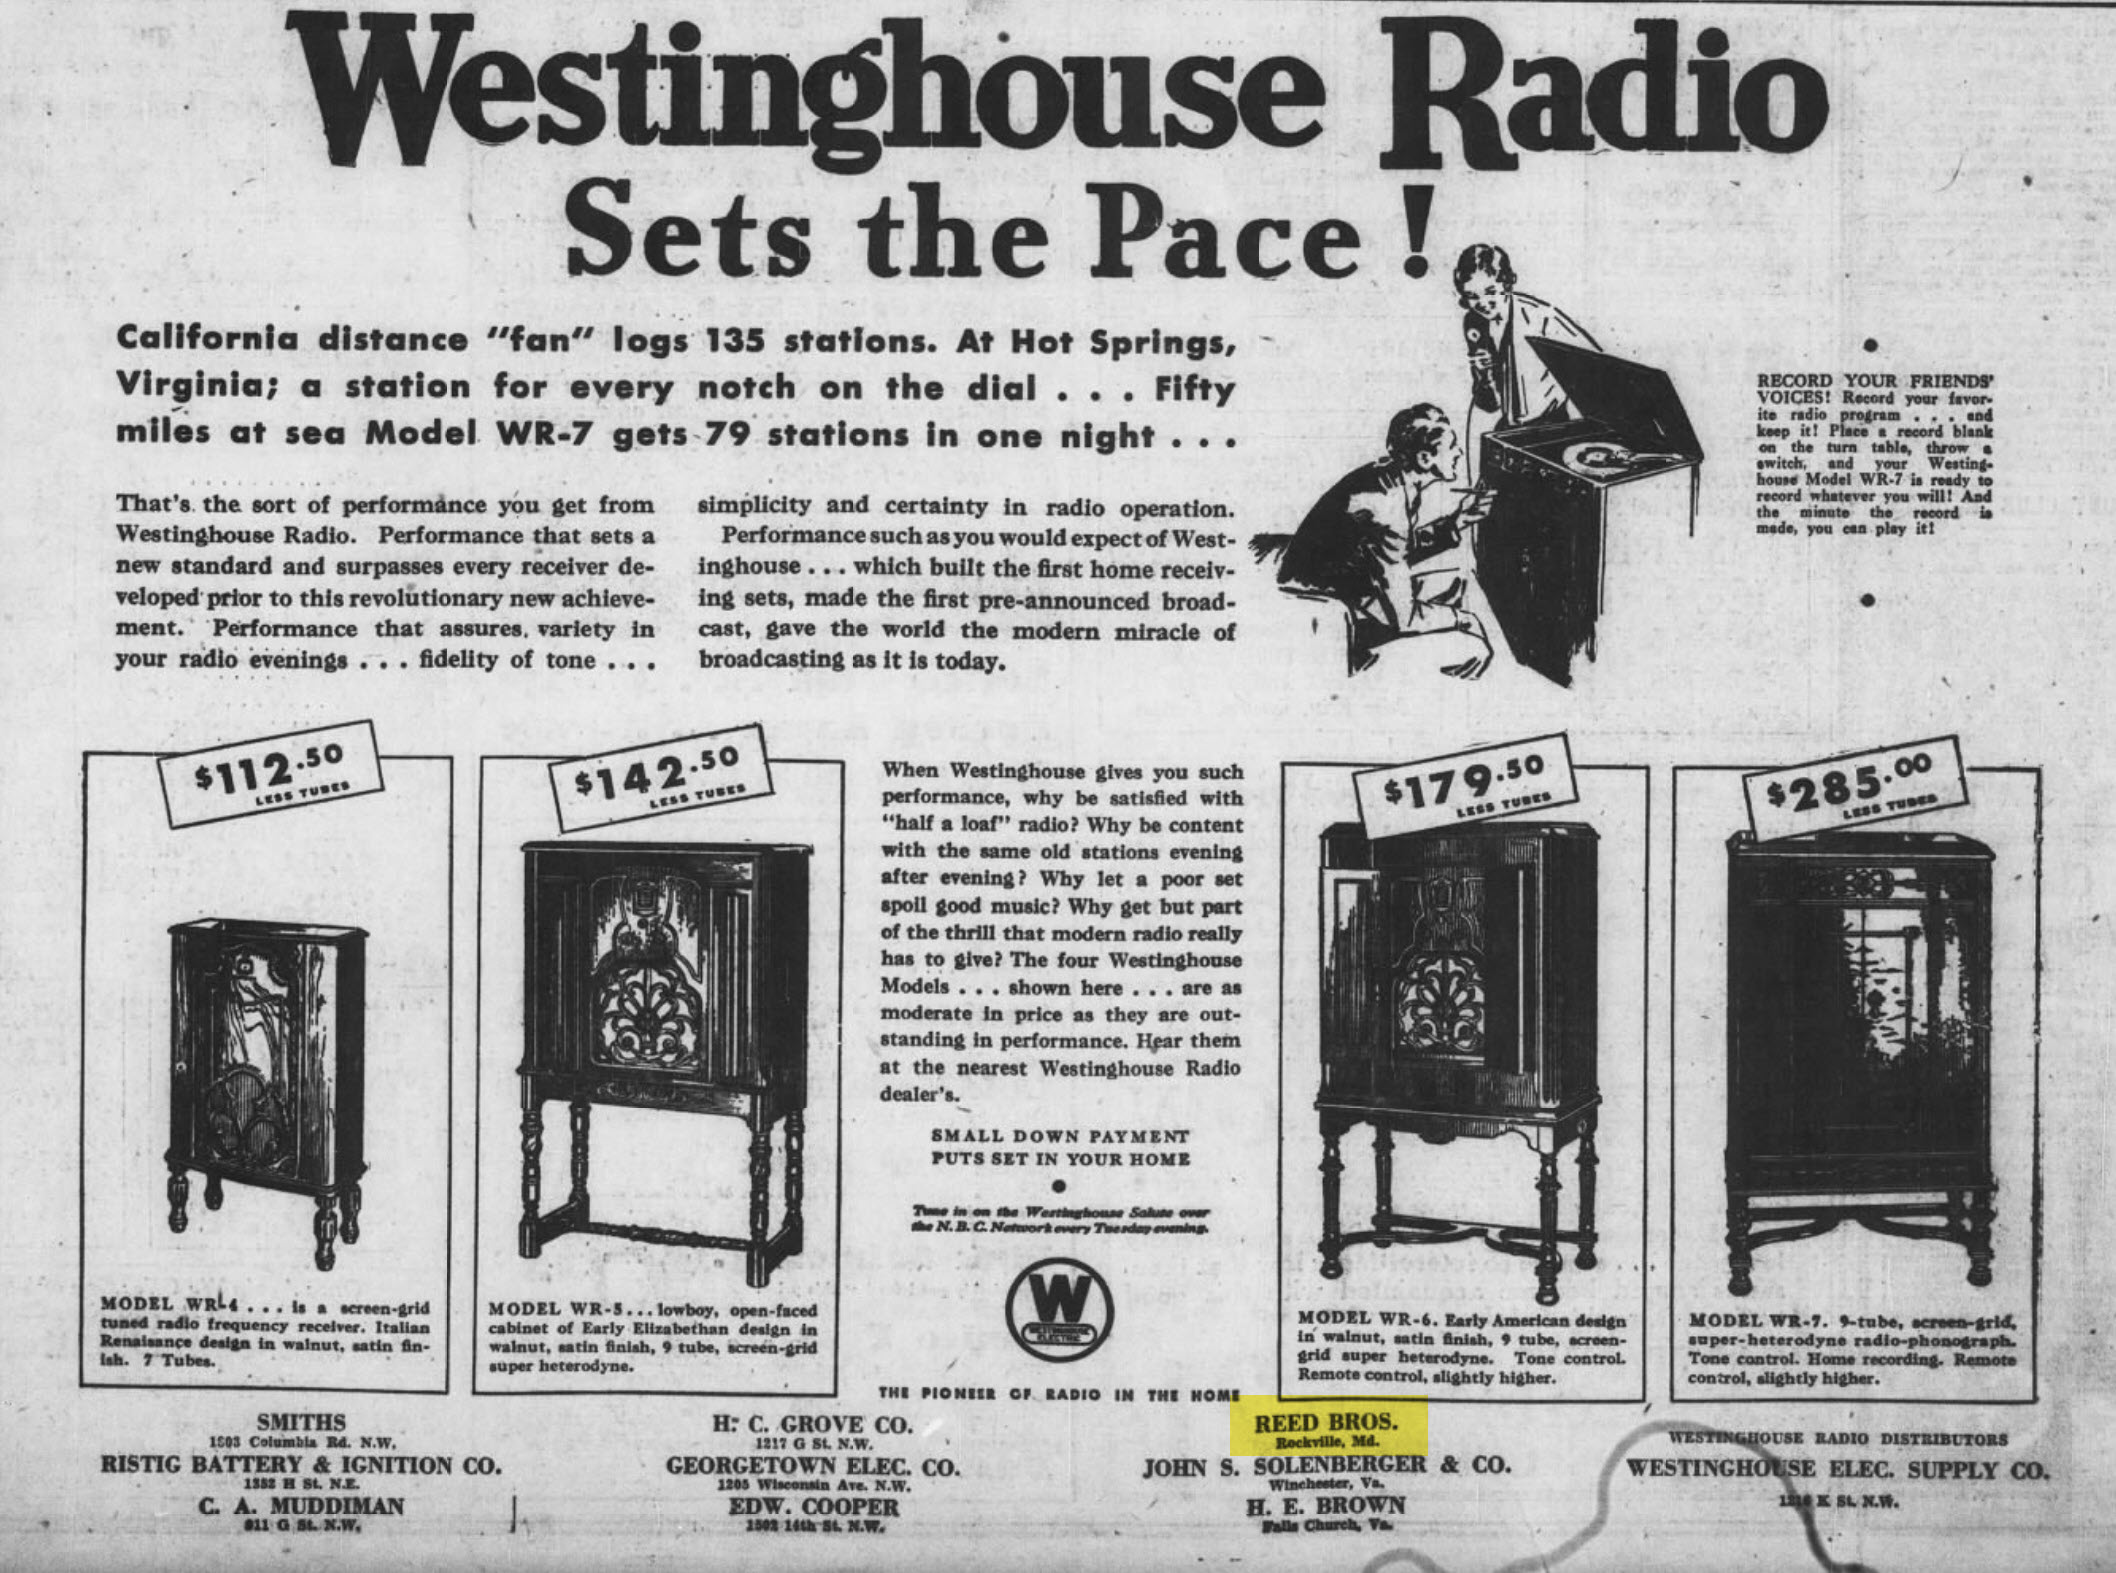 Westinghouse Radio
Sets the Pace!
California distance "fan" logs 135 stations. At Hot Springs,
Virginia; a station for every notch on the dial . . . Fifty
miles at sea Model WR-7 gets 79 stations in one night . . .
That's the sort of performance you get from
Westinghouse Radio. Performance that sets a
new standard and surpasses every receiver de-
veloped prior to this revolutionary new achieve-
ment. Performance that assures variety in
your radio evenings . . . fidelity of tone . . .
simplicity and certainty in radio operation.
Performance such as you would expect of West-
inghouse . . . which built the first home receiv-
ing sets, made the first pre-announced broad-
cast, gave the world the modern miracle of
broadcasting as it is today.
RECORD YOUR FRIENDS'
VOICES! Record your favor-
ite radio program . . . and
keep it! Place a record blank
on the turn table, throw a
switch, and your Westing-
house Model WR-7 is ready to
record whatever you will! And
the minute the record is
made, you can play it!
$112.50
LESS TUBES
MODEL WR-4 . . . is a screen-grid
tuned radio frequency receiver. Italian
Renaisance design in walnut, satin fin-
ish. 7 Tubes.
$142.50
LESS TUBES
MODEL WR-5 . . . lowboy, open-faced
cabinet of Early Elizabethan design in
walnut, satin finish, 9 tube, screen-grid
super heterodyne.
When Westinghouse gives you such
performance, why be satisfied with
"half a loaf" radio? Why be content
with the same old stations evening
after evening? Why let a poor set
spoil good music? Why get but part
of the thrill that modern radio really
has to give? The four Westinghouse
Models . . . shown here . . . are as
moderate in price as they are out-
standing in performance. Hear them
at the nearest Westinghouse Radio
dealer's.
SMALL DOWN PAYMENT
PUTS SET IN YOUR HOME
Tune in on the Westinghouse Salute over
the N. B. C. Network every Tuesday evening.
W
WESTINGHOUSE
ELECTRIC
THE PIONEER OF RADIO IN THE HOME
$179.50
LESS TUBES
MODEL WR-6. Early American design
in walnut, satin finish, 9 tube, screen-
grid super heterodyne. Tone control.
Remote control, slightly higher.
$285.00
LESS TUBES
MODEL WR-7. 9-tube, screen-grid,
super-heterodyne radio-phonograph.
Tone control. Home recording. Remote
control, slightly higher.
SMITHS
Columbia Rd. N.W.
RISTIG BATTERY & IGNITION CO.
1352 H St. N.E.
C. A. MUDDIMAN
911 G St. N.W.
H. C. GROVE CO.
1217 G St. N.W.
GEORGETOWN ELEC. CO.
1205 Wisconsin Ave. N.W.
EDW. COOPER
1502 14th St. N.W.
REED BROS.
Rockville, Md.
JOHN S. SOLENBERGER & CO.
Winchester, Va.
H. E. BROWN
Falls Church, Va.
WESTINGHOUSE RADIO DISTRIBUTORS
WESTINGHOUSE ELEC. SUPPLY CO.
K St. N.W.